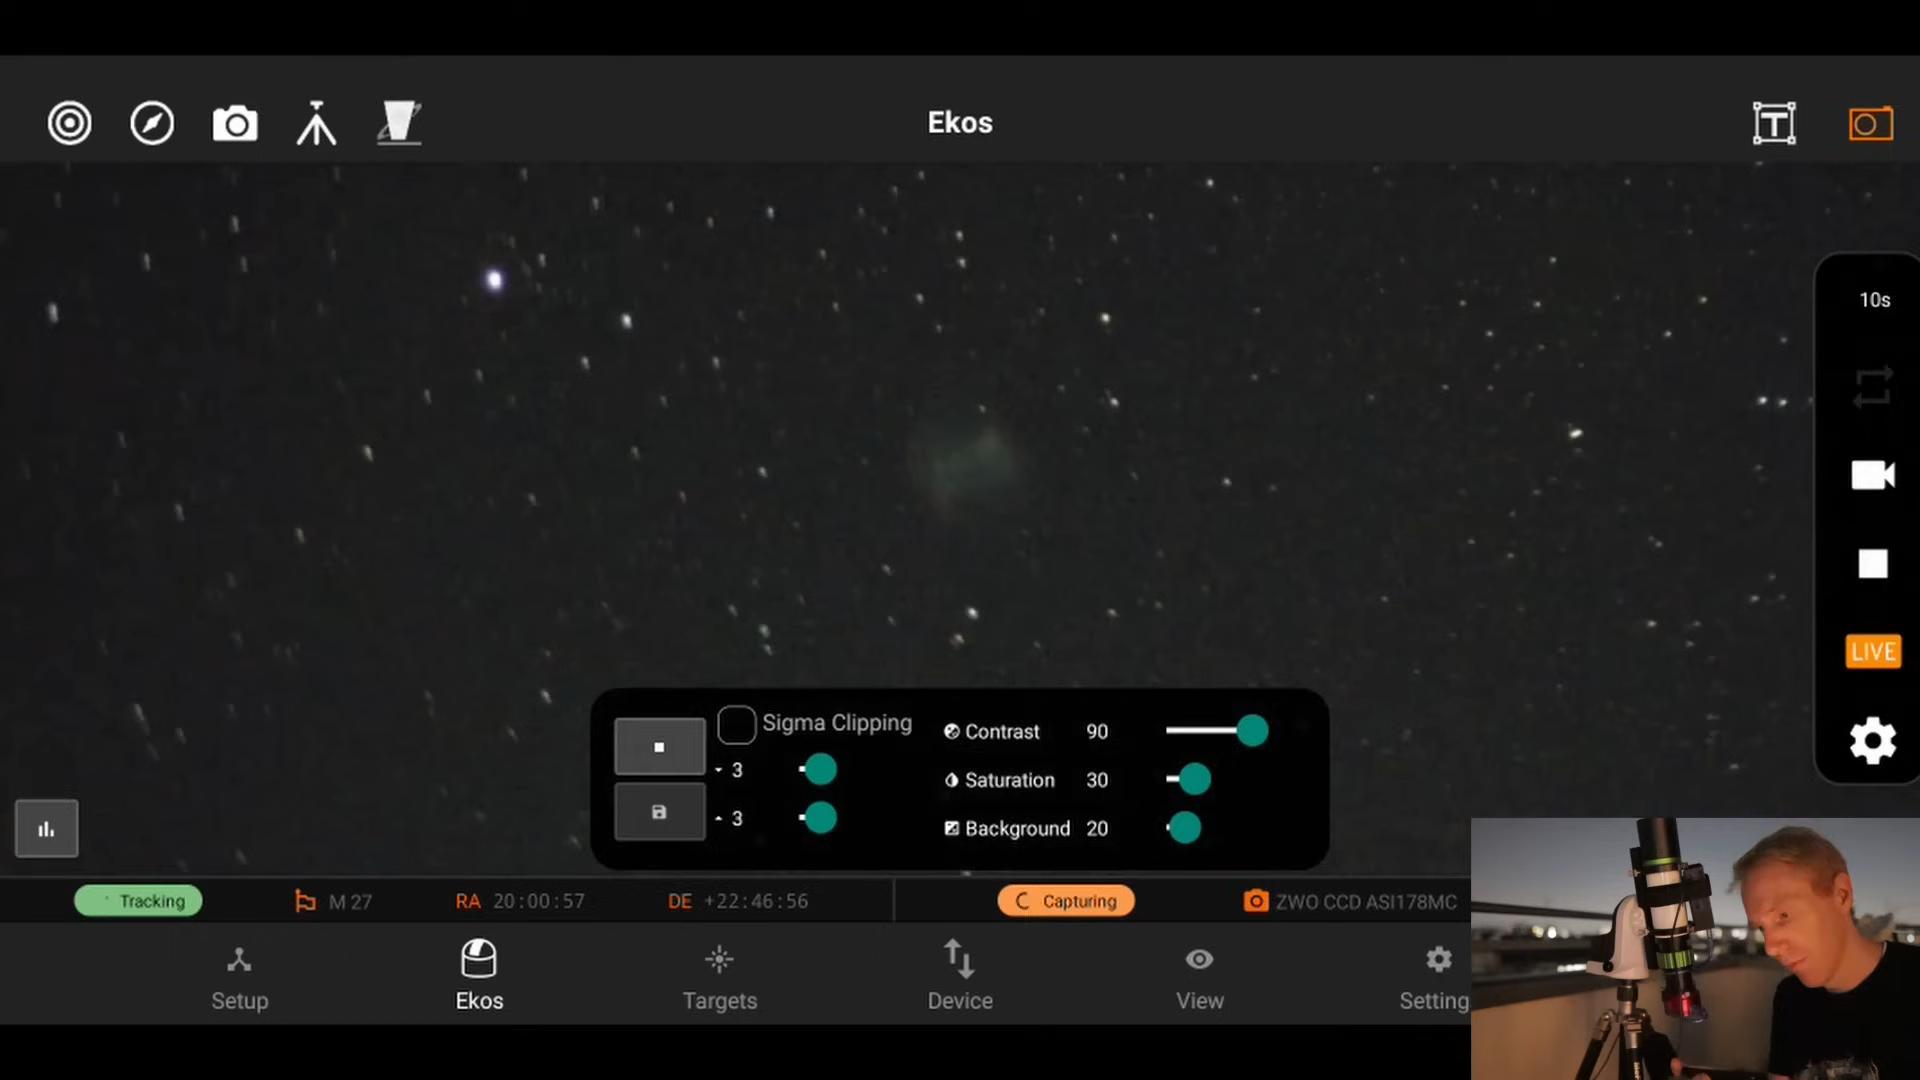 Ekos
T
10s
LIVE
Sigma Clipping
3
3
Contrast 90
Saturation 30
Background 20
Tracking M 27 RA 20:00:57 DE +22:46:56 Capturing ZWO CCD ASI178MC
Setup Ekos Targets Device View Setting